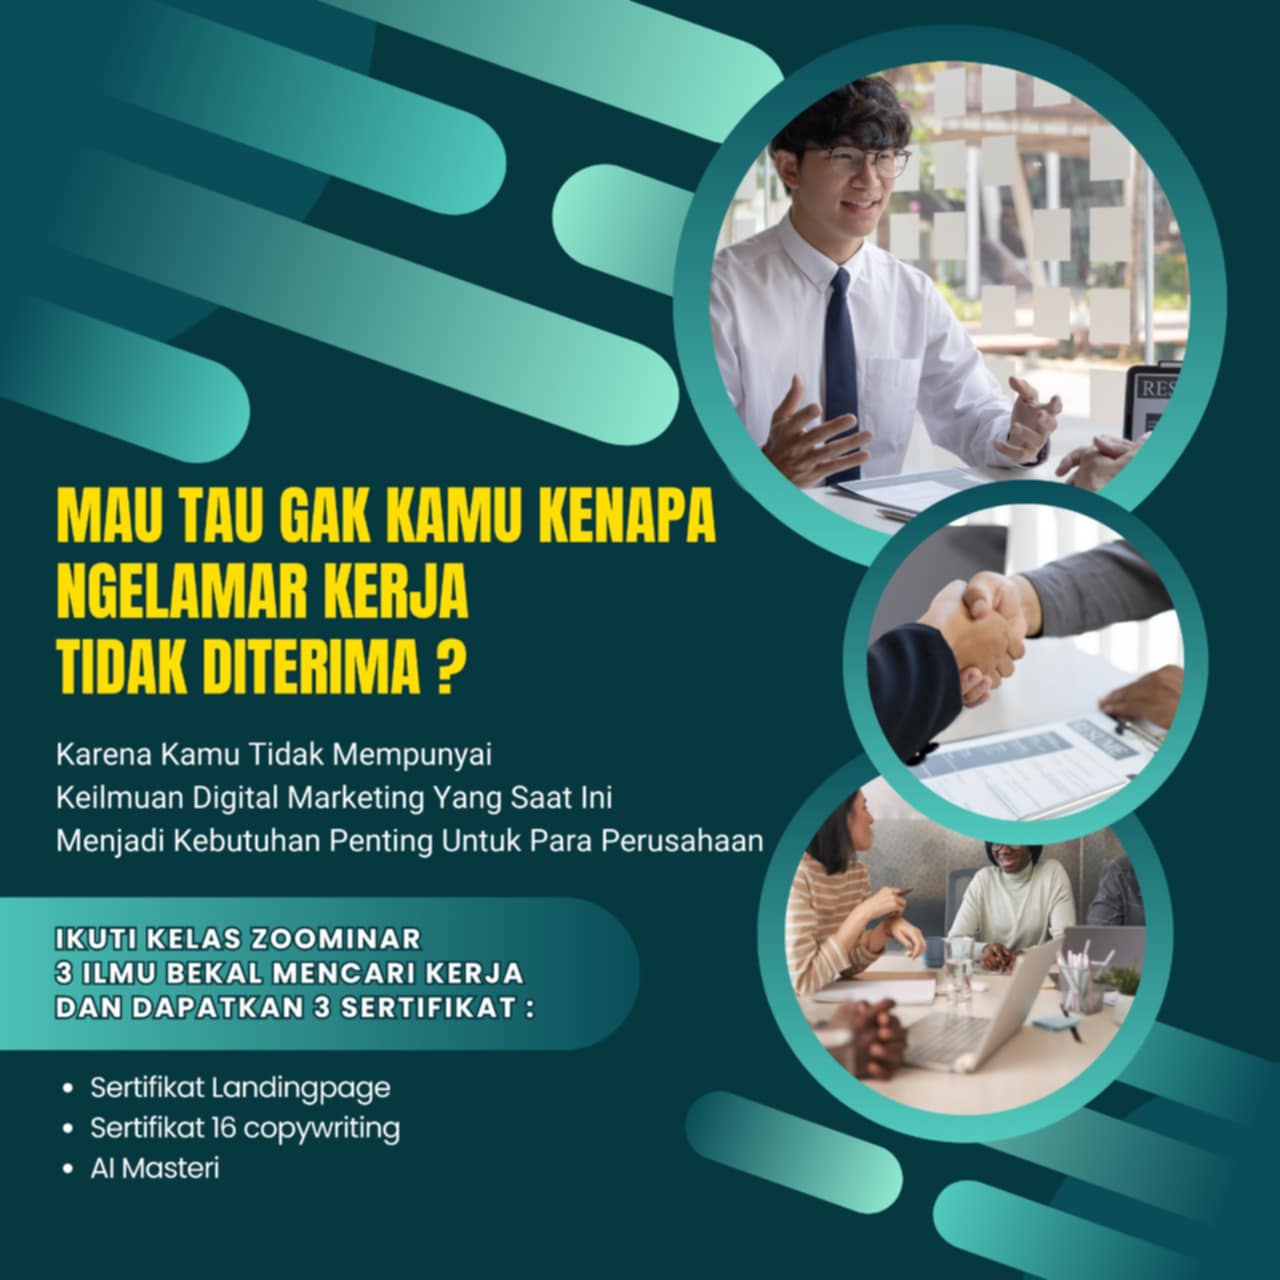 MAU TAU GAK KAMU KENAPA
NGELAMAR KERJA
TIDAK DITERIMA ?
Karena Kamu Tidak Mempunyai
Keilmuan Digital Marketing Yang Saat Ini
Menjadi Kebutuhan Penting Untuk Para Perusahaan
IKUTI KELAS ZOOMINAR
3 ILMU BEKAL MENCARI KERJA
DAN DAPATKAN 3 SERTIFIKAT :
• Sertifikat Landingpage
• Sertifikat 16 copywriting
• AI Masteri
RES
RESUME